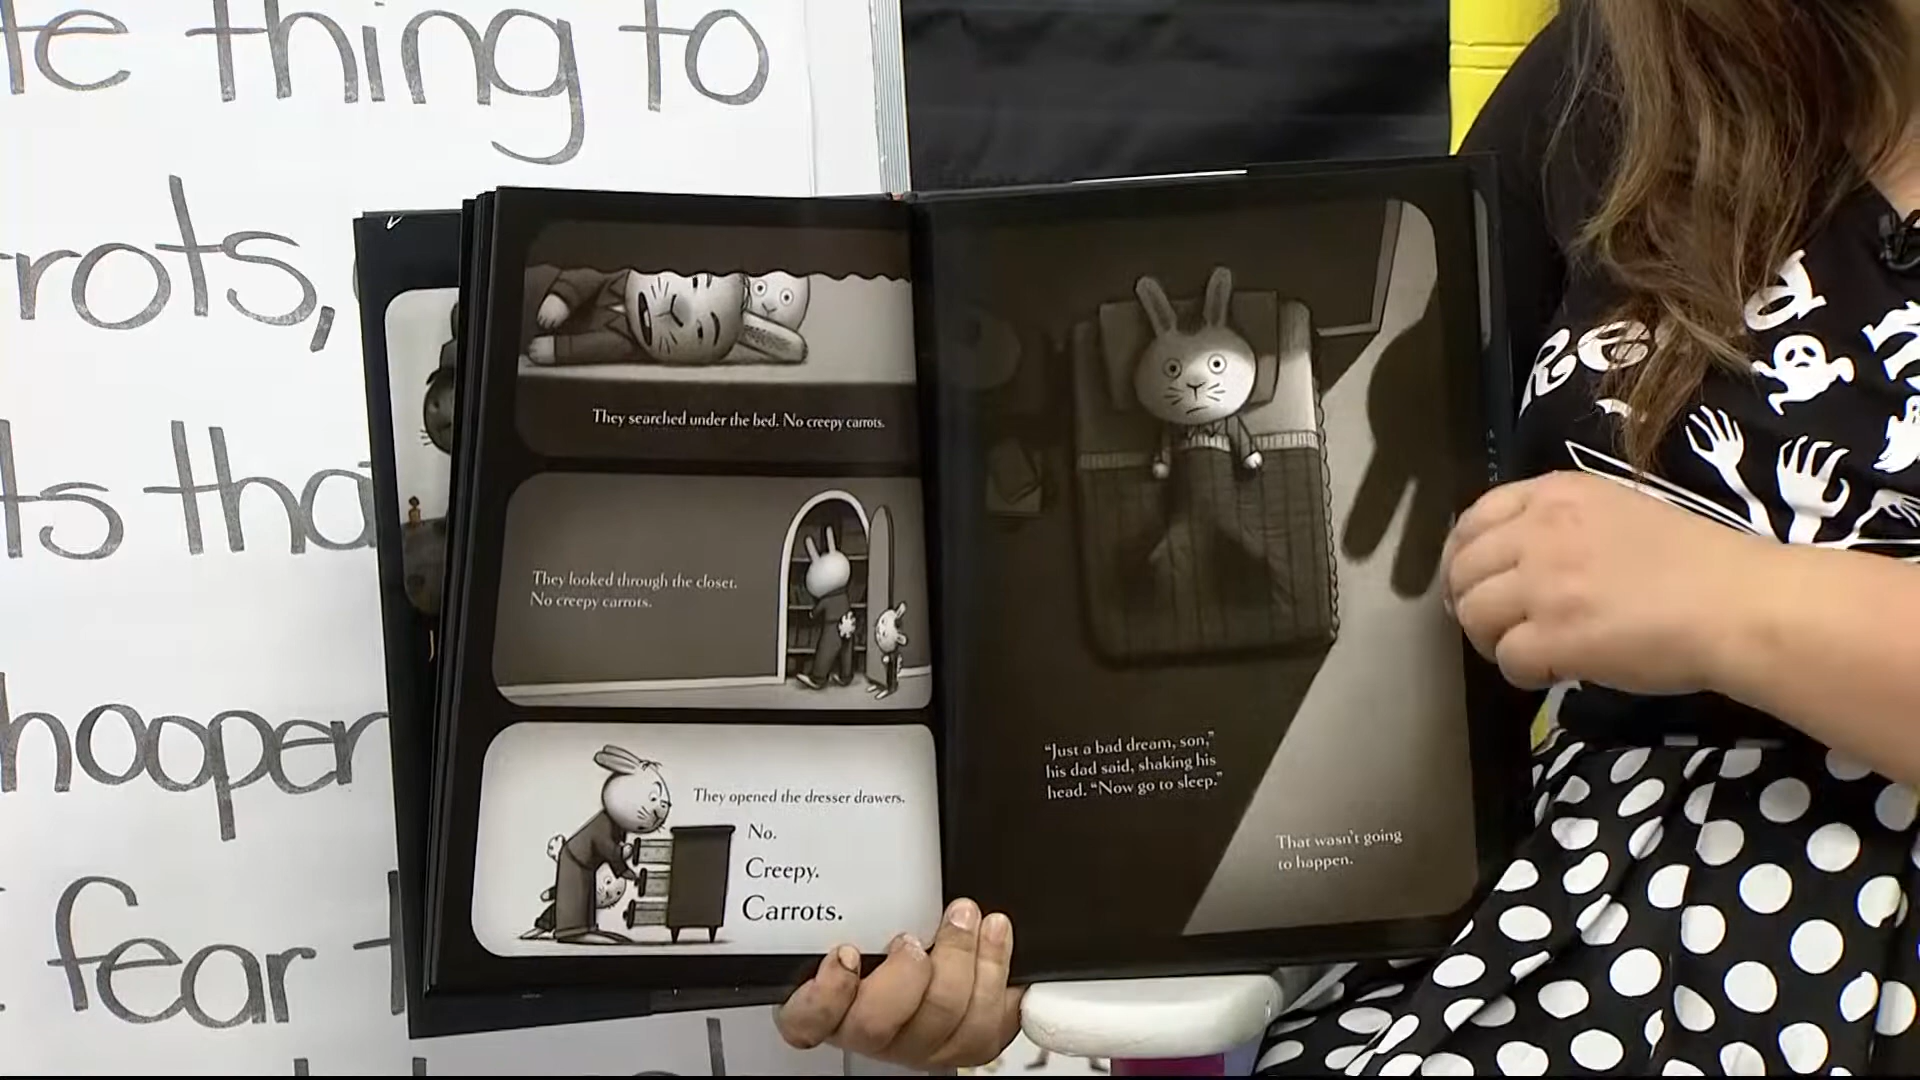 te thing to
rrots,
ts tha
hooper
fear t
They searched under the bed. No creepy carrots.
They looked through the closet.
No creepy carrots.
They opened the dresser drawers.
No.
Creepy.
Carrots.
“Just a bad dream, son,”
his dad said, shaking his
head. “Now go to sleep.”
That wasn’t going
to happen.